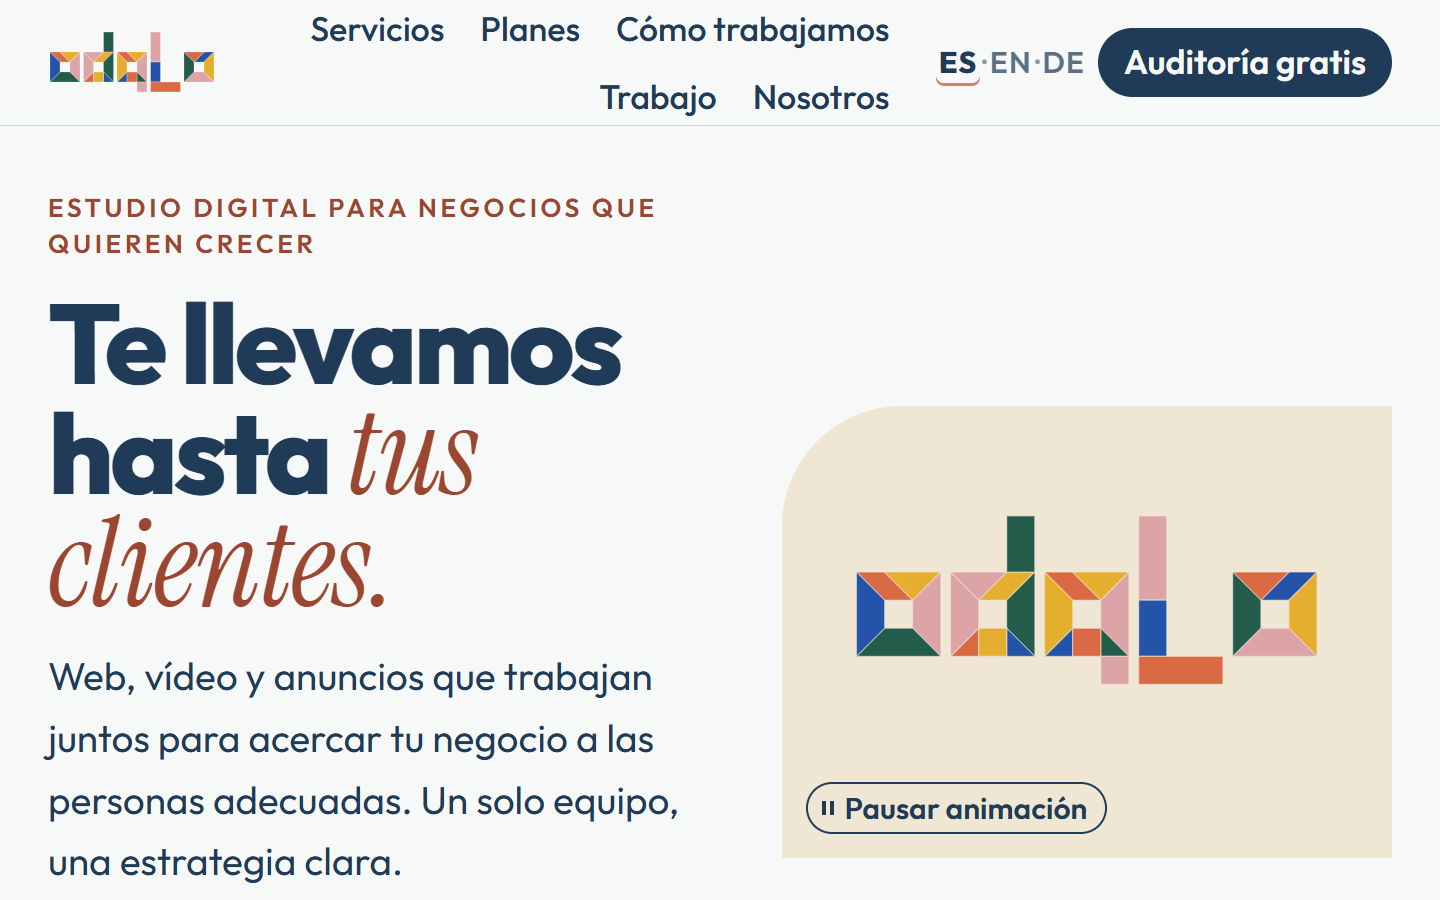 odqLo
Servicios Planes Cómo trabajamos
Trabajo Nosotros
ES·EN·DE
Auditoría gratis
ESTUDIO DIGITAL PARA NEGOCIOS QUE
QUIEREN CRECER
Te llevamos
hasta tus
clientes.
Web, vídeo y anuncios que trabajan
juntos para acercar tu negocio a las
personas adecuadas. Un solo equipo,
una estrategia clara.
odqLo
Pausar animación